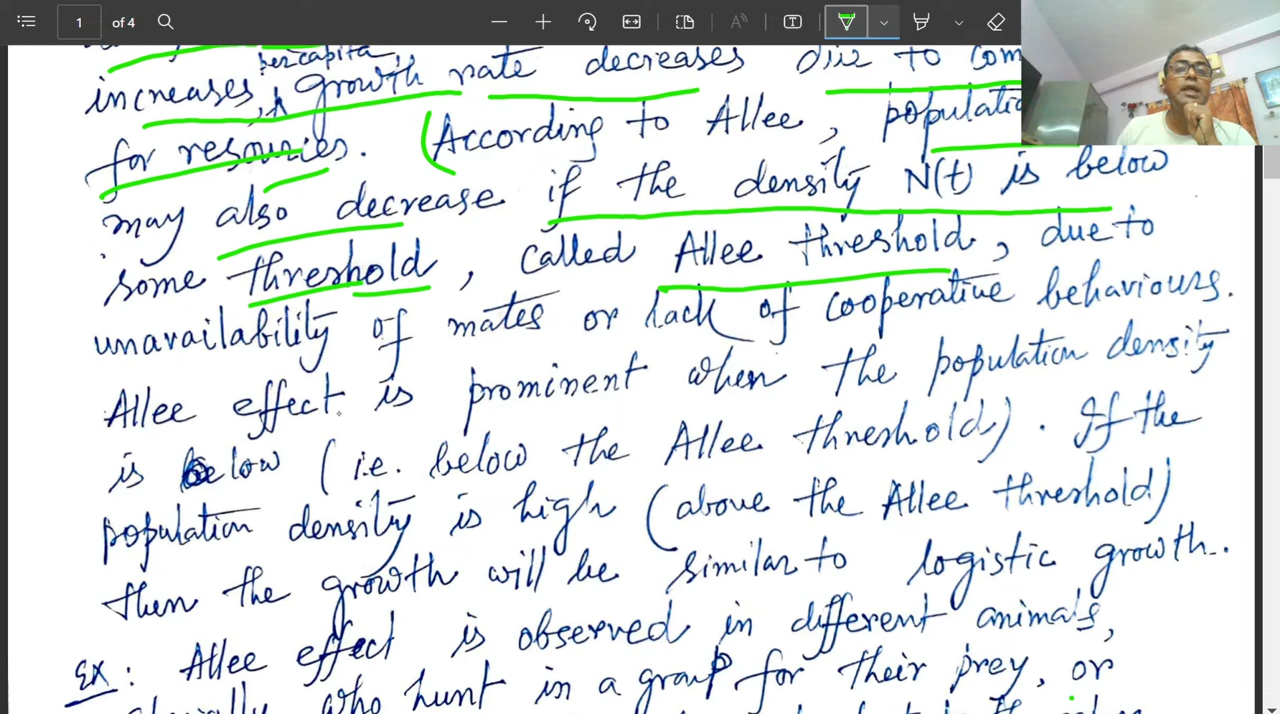 1 of 4
per capita
increases, growth rate decreases due to com
for resources. (According to Allee, populatio
may also decrease if the density N(t) is below
some threshold, called Allee threshold, due to
unavailability of mates or lack of cooperative behaviours.
Allee effect is prominent when the population density
is below (i.e. below the Allee threshold). If the
population density is high (above the Allee threshold)
then the growth will be similar to logistic growth.
Ex: Allee effect is observed in different animals,
who hunt in a group for their prey, or